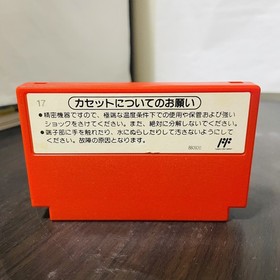 17
カセットについてのお願い
●精密機器ですので、極端な温度条件下での使用や保管および強い
ショックをさけてください。また、絶対に分解しないでください。
●端子部に手を触れたり、水にぬらしたりして汚さないようにして
ください。故障の原因となります。